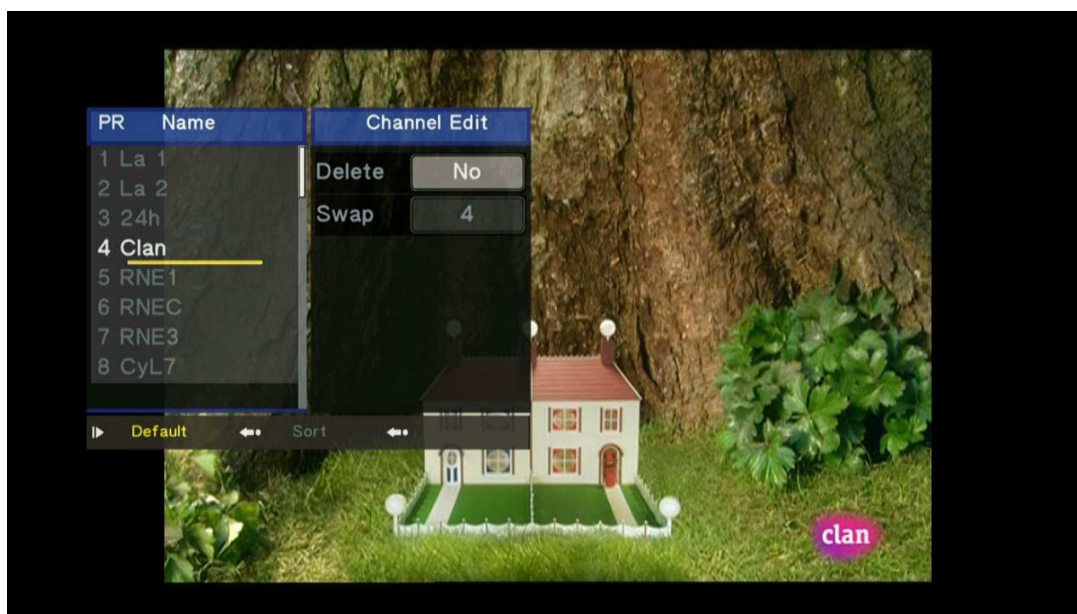 PR Name
1 La 1
2 La 2
3 24h
4 Clan
5 RNE1
6 RNEC
7 RNE3
8 CyL7
Channel Edit
Delete No
Swap 4
Default Sort
clan